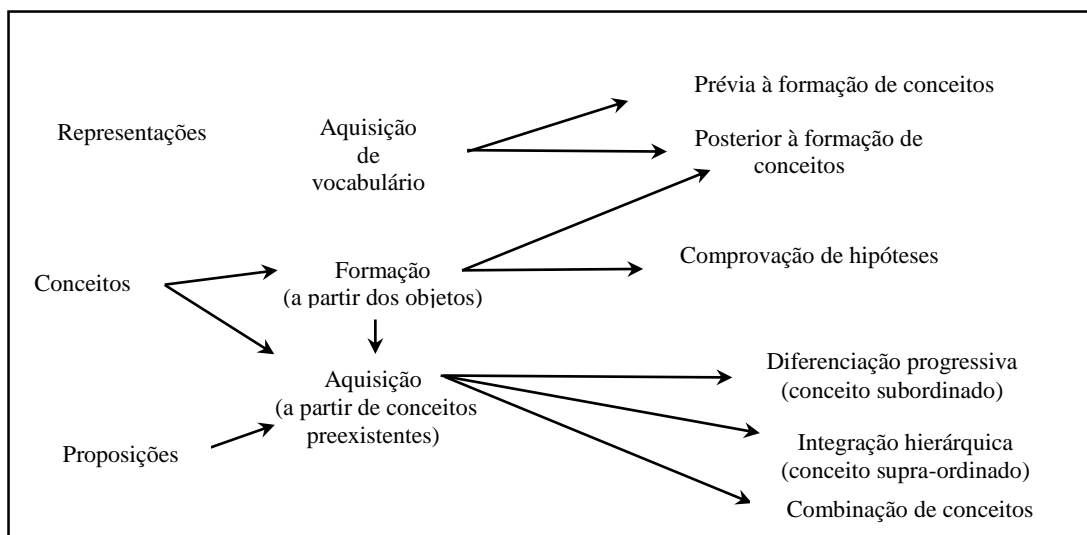 Prévia à formação de conceitos
Representações
Aquisição
de
vocabulário
Posterior à formação de
conceitos
Conceitos
Formação
(a partir dos objetos)
Comprovação de hipóteses
Aquisição
(a partir de conceitos
preexistentes)
Diferenciação progressiva
(conceito subordinado)
Proposições
Integração hierárquica
(conceito supra-ordinado)
Combinação de conceitos